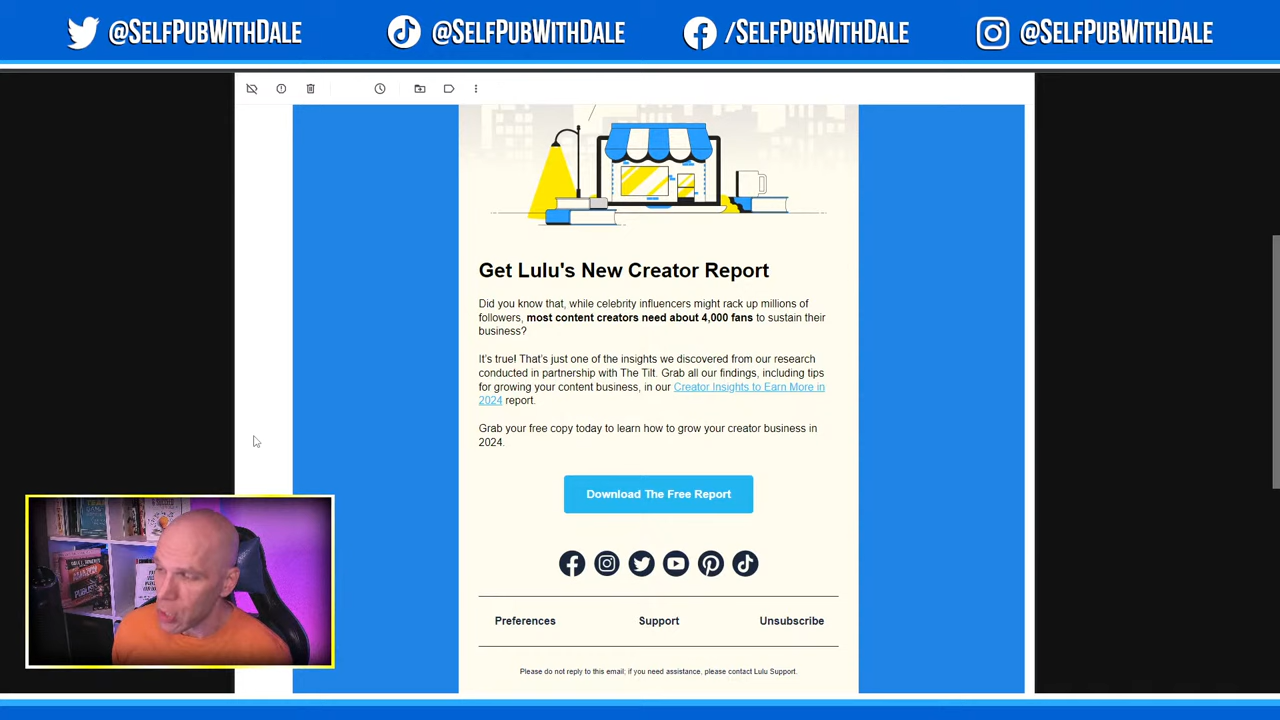 @SELFPUBWITHDALE @SELFPUBWITHDALE /SELFPUBWITHDALE @SELFPUBWITHDALE
Get Lulu's New Creator Report
Did you know that, while celebrity influencers might rack up millions of
followers, most content creators need about 4,000 fans to sustain their
business?
It's true! That's just one of the insights we discovered from our research
conducted in partnership with The Tilt. Grab all our findings, including tips
for growing your content business, in our Creator Insights to Earn More in
2024 report.
Grab your free copy today to learn how to grow your creator business in
2024.
Download The Free Report
Preferences Support Unsubscribe
Please do not reply to this email; if you need assistance, please contact Lulu Support.